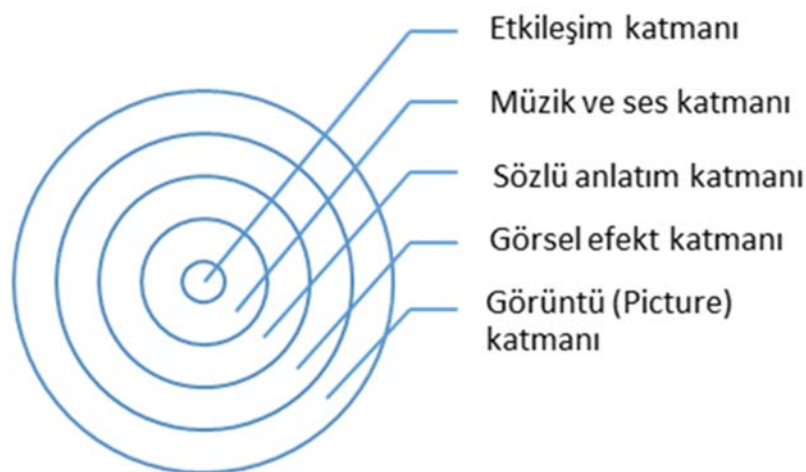 Etkileşim katmanı
Müzik ve ses katmanı
Sözlü anlatım katmanı
Görsel efekt katmanı
Görüntü (Picture)
katmanı